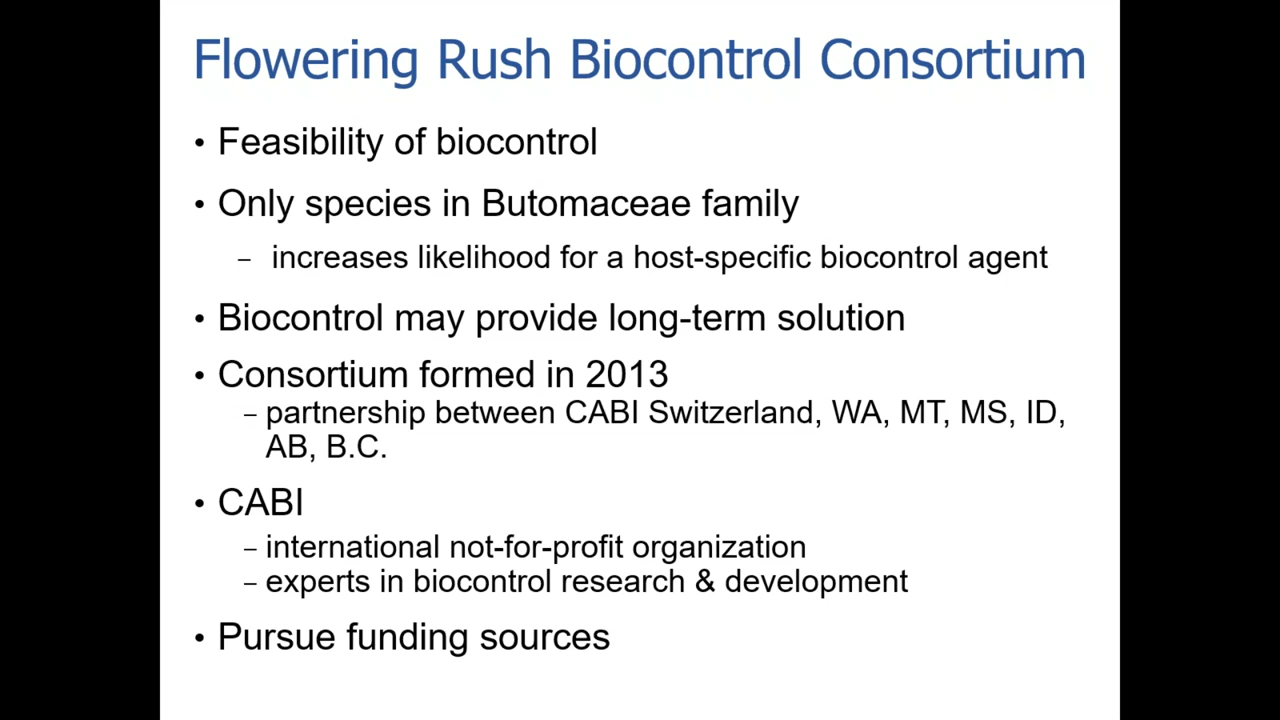 Flowering Rush Biocontrol Consortium
• Feasibility of biocontrol
• Only species in Butomaceae family
– increases likelihood for a host-specific biocontrol agent
• Biocontrol may provide long-term solution
• Consortium formed in 2013
– partnership between CABI Switzerland, WA, MT, MS, ID,
AB, B.C.
• CABI
– international not-for-profit organization
– experts in biocontrol research & development
• Pursue funding sources